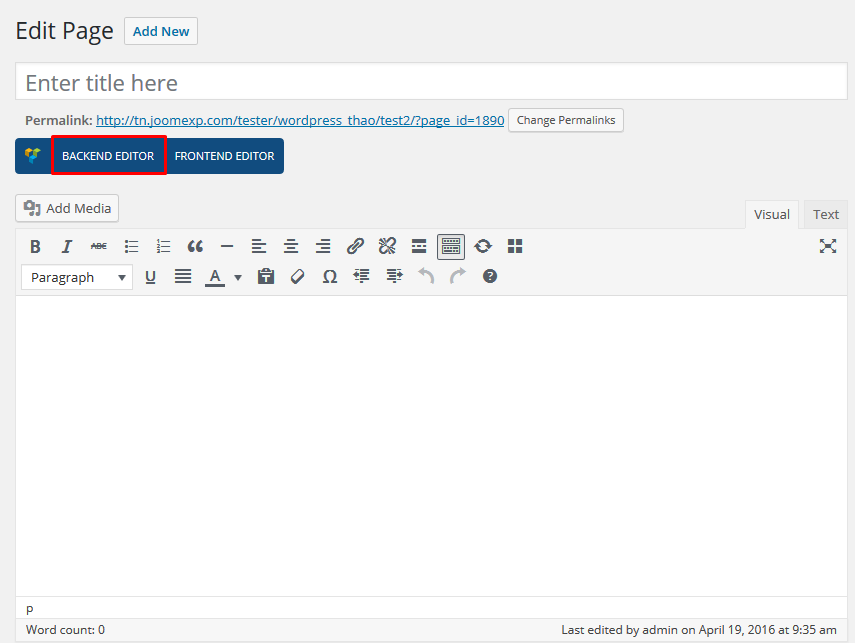 Edit Page Add New
Enter title here
Permalink: http://tn.joomexp.com/tester/wordpress_thao/test2/?page_id=1890 Change Permalinks
BACKEND EDITOR FRONTEND EDITOR
Add Media
Visual Text
B I ABC
Paragraph U A T Ω ?
p
Word count: 0 Last edited by admin on April 19, 2016 at 9:35 am